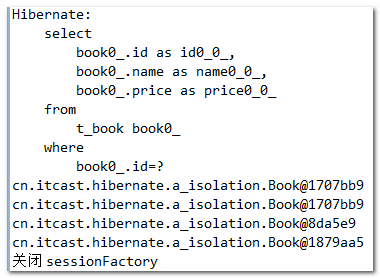 Hibernate:
    select
        book0_.id as id0_0_,
        book0_.name as name0_0_,
        book0_.price as price0_0_
    from
        t_book book0_
    where
        book0_.id=?
cn.itcast.hibernate.a_isolation.Book@1707bb9
cn.itcast.hibernate.a_isolation.Book@1707bb9
cn.itcast.hibernate.a_isolation.Book@8da5e9
cn.itcast.hibernate.a_isolation.Book@1879aa5
关闭 sessionFactory